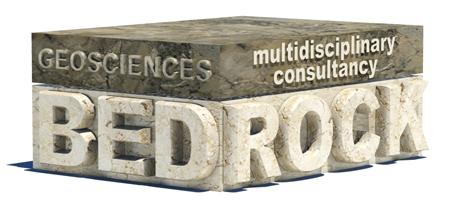 GEOSCIENCES
multidisciplinary
consultancy
BEDROCK